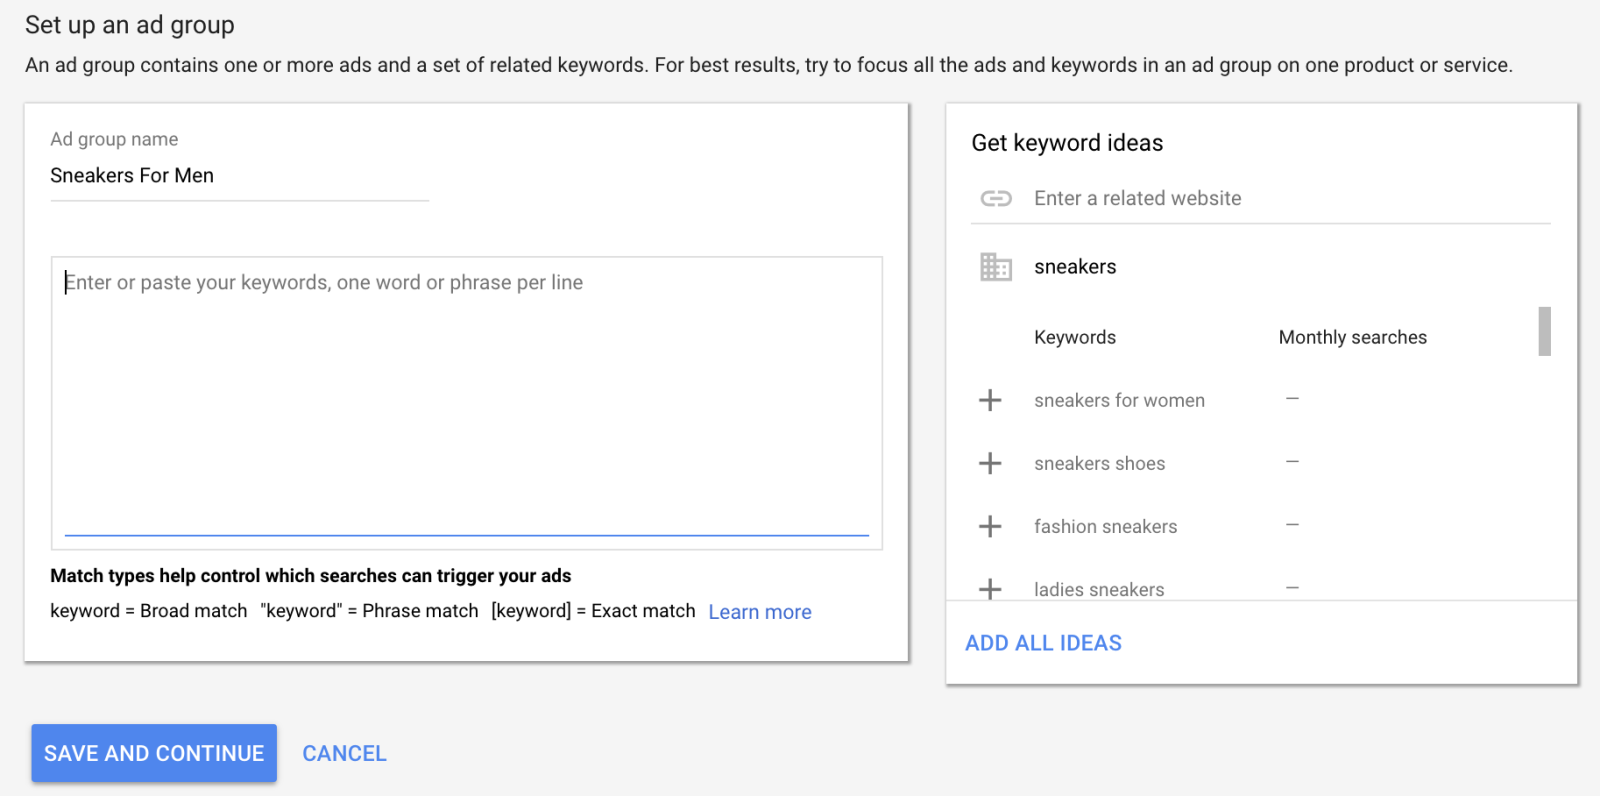 Set up an ad group
An ad group contains one or more ads and a set of related keywords. For best results, try to focus all the ads and keywords in an ad group on one product or service.
Ad group name
Sneakers For Men
Enter or paste your keywords, one word or phrase per line
Match types help control which searches can trigger your ads
keyword = Broad match "keyword" = Phrase match [keyword] = Exact match Learn more
Get keyword ideas
Enter a related website
sneakers
Keywords Monthly searches
sneakers for women –
sneakers shoes –
fashion sneakers –
ladies sneakers –
ADD ALL IDEAS
SAVE AND CONTINUE CANCEL